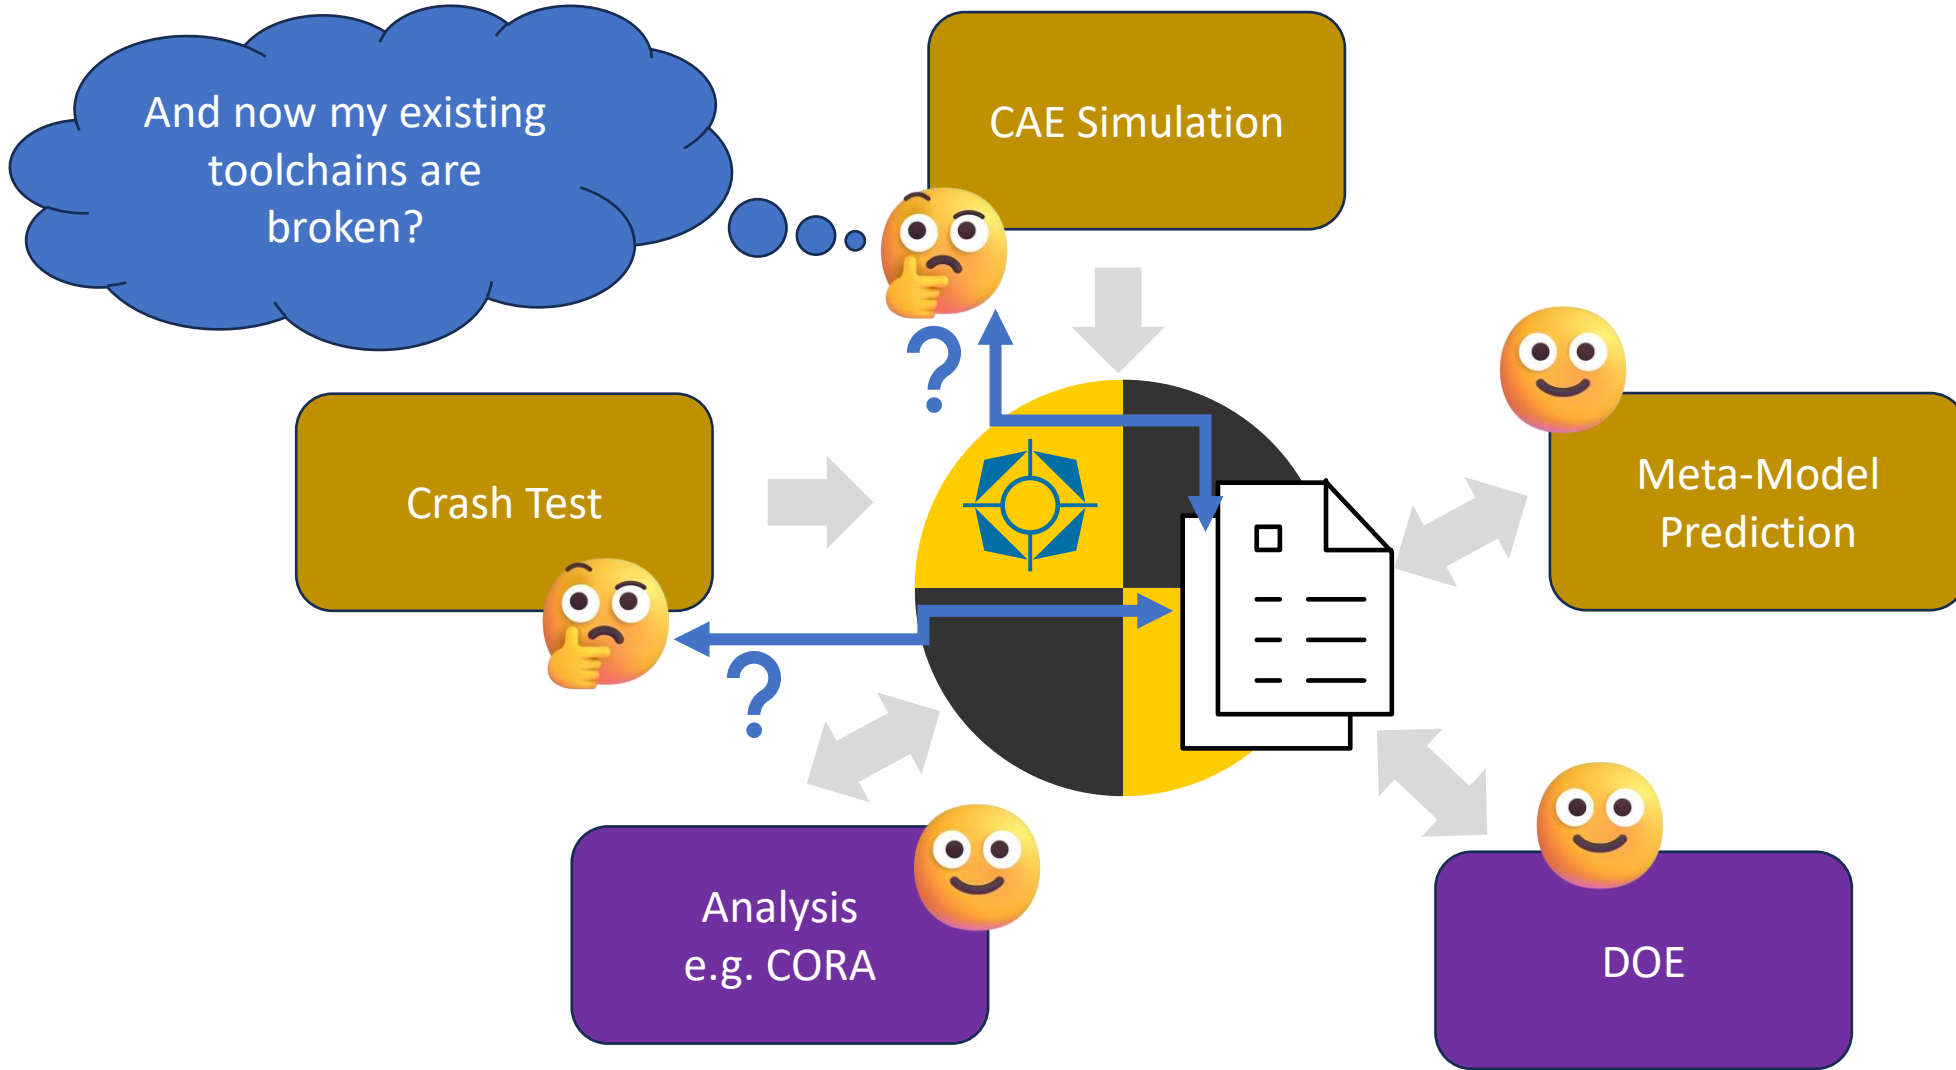 And now my existing
toolchains are
broken?
CAE Simulation
?
Crash Test
Meta-Model
Prediction
?
Analysis
e.g. CORA
DOE